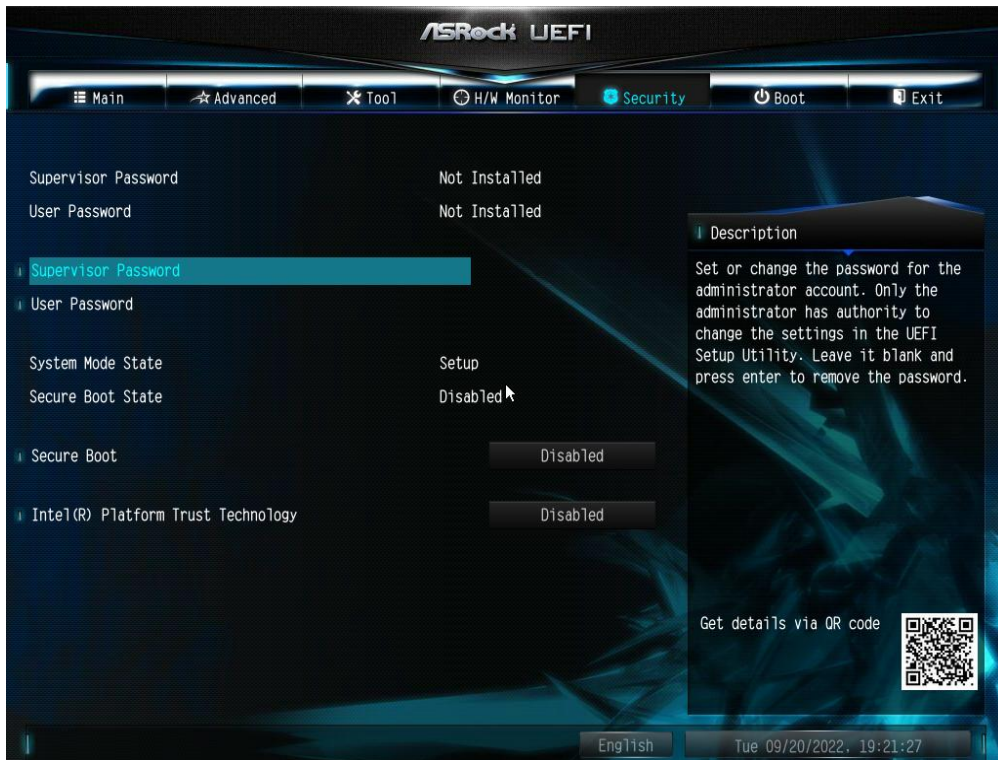 ASRock UEFI
Main Advanced Tool H/W Monitor Security Boot Exit
Supervisor Password Not Installed
User Password Not Installed
Supervisor Password
User Password
System Mode State Setup
Secure Boot State Disabled
Secure Boot Disabled
Intel(R) Platform Trust Technology Disabled
Description
Set or change the password for the
administrator account. Only the
administrator has authority to
change the settings in the UEFI
Setup Utility. Leave it blank and
press enter to remove the password.
Get details via QR code
English Tue 09/20/2022, 19:21:27